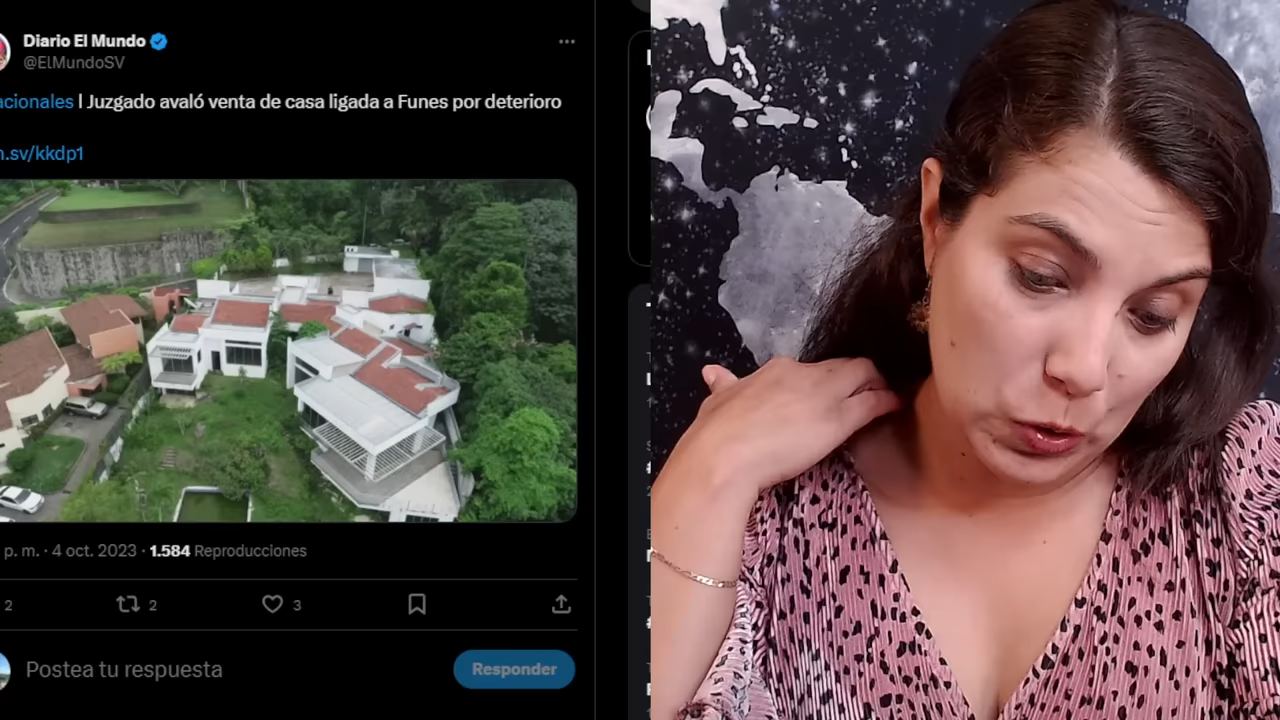 Diario El Mundo
@ElMundoSV
acionales | Juzgado avaló venta de casa ligada a Funes por deterioro
n.sv/kkdp1
p. m. · 4 oct. 2023 · 1.584 Reproducciones
2 2 3
Postea tu respuesta
Responder